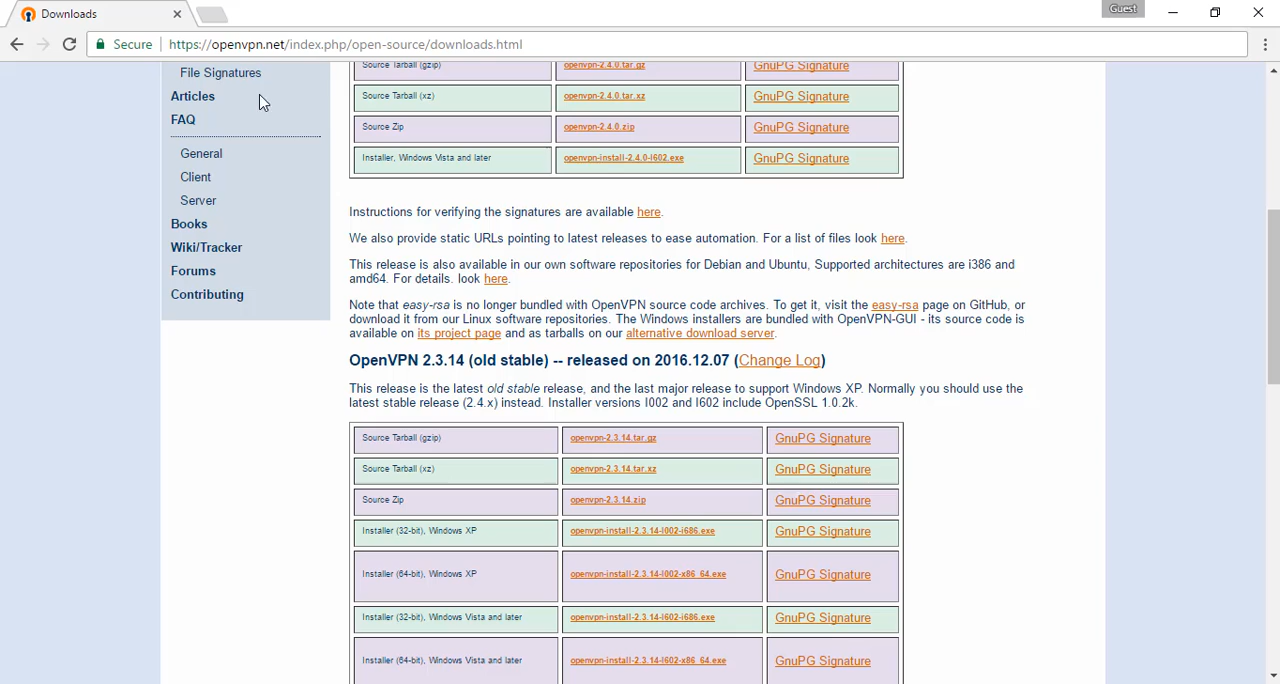 Downloads
Guest
Secure https://openvpn.net/index.php/open-source/downloads.html
File Signatures
Articles
FAQ
General
Client
Server
Books
Wiki/Tracker
Forums
Contributing
Source Tarball (gzip) openvpn-2.4.0.tar.gz GnuPG Signature
Source Tarball (xz) openvpn-2.4.0.tar.xz GnuPG Signature
Source Zip openvpn-2.4.0.zip GnuPG Signature
Installer, Windows Vista and later openvpn-install-2.4.0-I602.exe GnuPG Signature
Instructions for verifying the signatures are available here.
We also provide static URLs pointing to latest releases to ease automation. For a list of files look here.
This release is also available in our own software repositories for Debian and Ubuntu, Supported architectures are i386 and
amd64. For details. look here.
Note that easy-rsa is no longer bundled with OpenVPN source code archives. To get it, visit the easy-rsa page on GitHub, or
download it from our Linux software repositories. The Windows installers are bundled with OpenVPN-GUI - its source code is
available on its project page and as tarballs on our alternative download server.
OpenVPN 2.3.14 (old stable) -- released on 2016.12.07 (Change Log)
This release is the latest old stable release, and the last major release to support Windows XP. Normally you should use the
latest stable release (2.4.x) instead. Installer versions I002 and I602 include OpenSSL 1.0.2k.
Source Tarball (gzip) openvpn-2.3.14.tar.gz GnuPG Signature
Source Tarball (xz) openvpn-2.3.14.tar.xz GnuPG Signature
Source Zip openvpn-2.3.14.zip GnuPG Signature
Installer (32-bit), Windows XP openvpn-install-2.3.14-I002-i686.exe GnuPG Signature
Installer (64-bit), Windows XP openvpn-install-2.3.14-I002-x86_64.exe GnuPG Signature
Installer (32-bit), Windows Vista and later openvpn-install-2.3.14-I602-i686.exe GnuPG Signature
Installer (64-bit), Windows Vista and later openvpn-install-2.3.14-I602-x86_64.exe GnuPG Signature